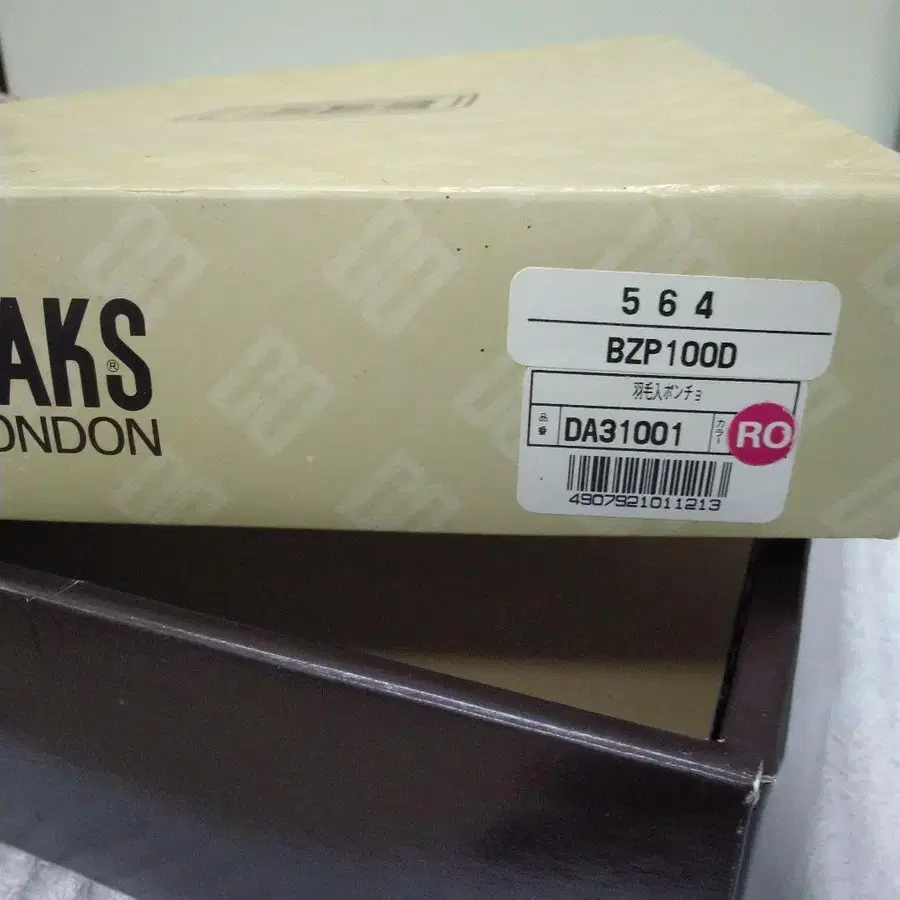 AKS®
ONDON
564
BZP100D
羽毛入ポンチョ
品番 DA31001 カラー RO
4907921011213